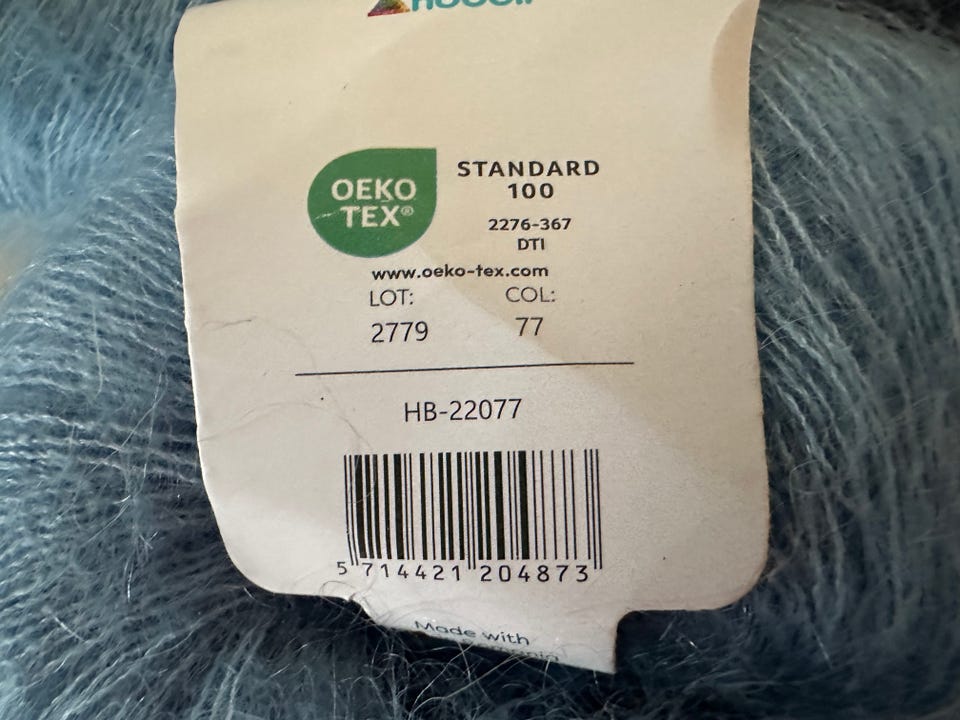 OEKO
TEX®
STANDARD
100
2276-367
DTI
www.oeko-tex.com
LOT: COL:
2779 77
HB-22077
5 714421 204873
Made with